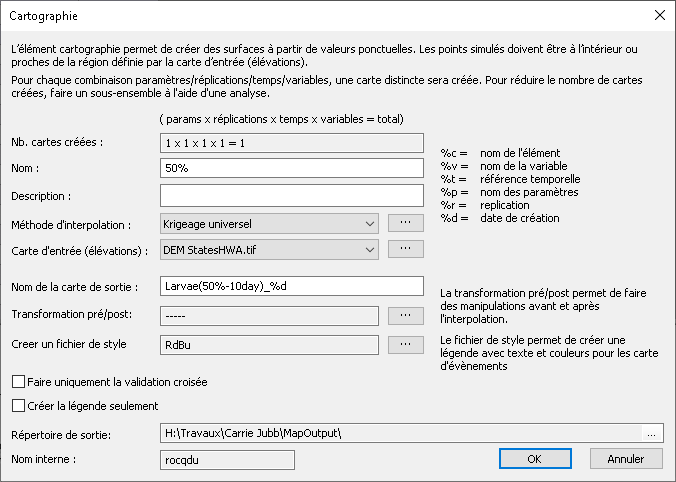 Cartographie
L'élément cartographie permet de créer des surfaces à partir de valeurs ponctuelles. Les points simulés doivent être à l'intérieur ou
proches de la région définie par la carte d'entrée (élévations).
Pour chaque combinaison paramètres/réplications/temps/variables, une carte distincte sera créée. Pour réduire le nombre de cartes
créées, faire un sous-ensemble à l'aide d'une analyse.
( params x réplications x temps x variables = total)
Nb. cartes créées : 1 x 1 x 1 x 1 = 1
%c = nom de l'élément
Nom : 50%
%v = nom de la variable
%t = référence temporelle
%p = nom des paramètres
Description :
%r = replication
%d = date de création
Méthode d'interpolation : Krigeage universel ...
Carte d'entrée (élévations) : DEM StatesHWA.tif ...
Nom de la carte de sortie : Larvae(50%-10day)_%d
La transformation pré/post permet de faire
des manipulations avant et après
l'interpolation.
Transformation pré/post: ----- ...
Creer un fichier de style RdBu ...
Le fichier de style permet de créer une
légende avec texte et couleurs pour les carte
d'évènements
Faire uniquement la validation croisée
Créer la légende seulement
Répertoire de sortie: H:\Travaux\Carrie Jubb\MapOutput\ ...
Nom interne : rocqdu
OK Annuler